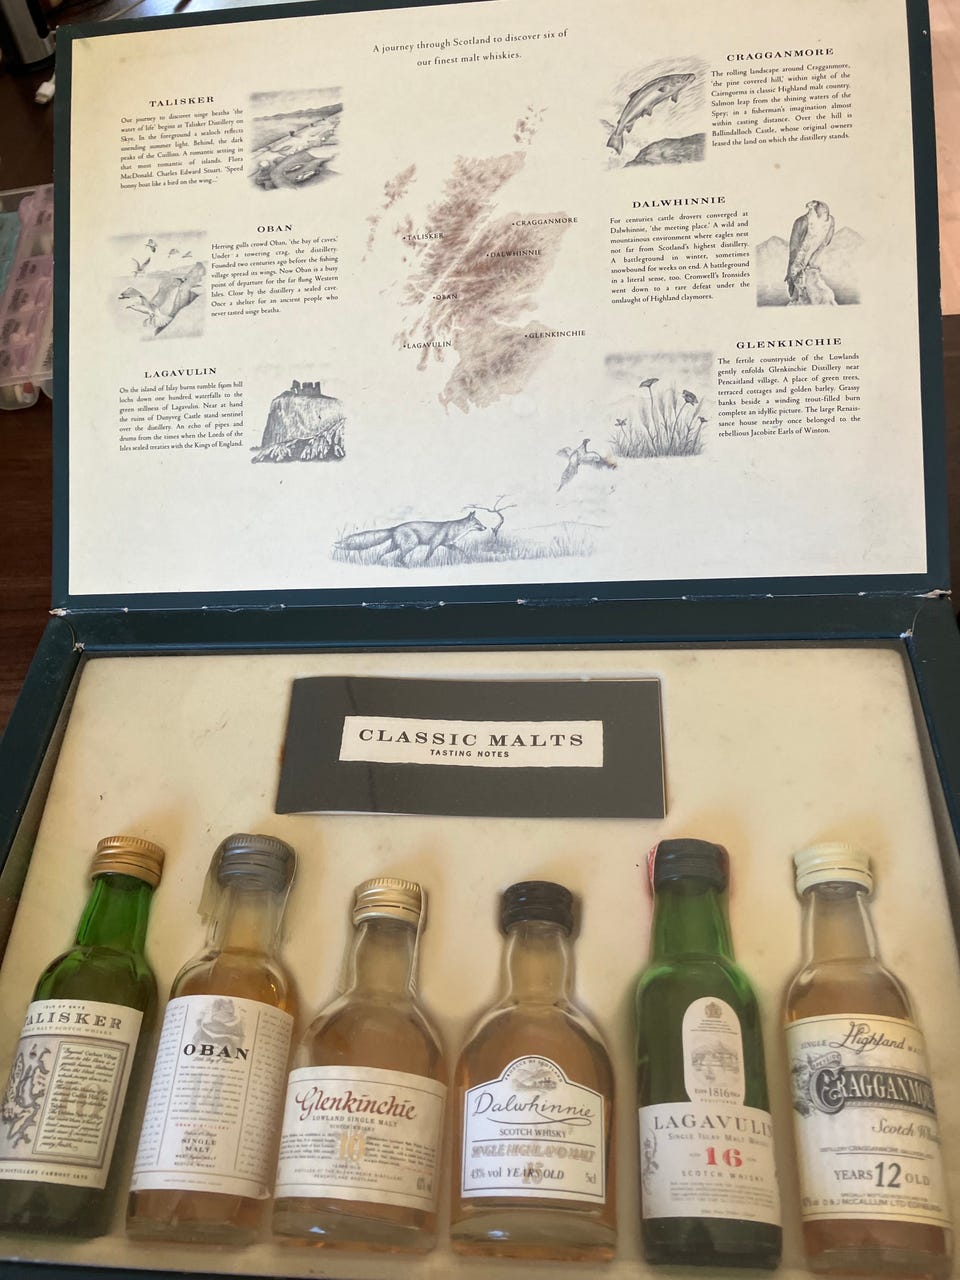 A journey through Scotland to discover six of
our finest malt whiskies.
TALISKER
Our journey to discover uisge beatha 'the
water of life' begins at Talisker Distillery on
Skye. In the foreground a sealoch reflects
unending summer light. Behind, the dark
peaks of the Cuillins. A romantic setting in
that most romantic of islands. Flora
MacDonald. Charles Edward Stuart. 'Speed
bonny boat like a bird on the wing...'
OBAN
Herring gulls crowd Oban, 'the bay of caves.'
Under a towering crag, the distillery.
Founded two centuries ago before the fishing
village spread its wings. Now Oban is a busy
point of departure for the far flung Western
Isles. Close by the distillery a sealed cave.
Once a shelter for an ancient people who
never tasted uisge beatha.
LAGAVULIN
On the island of Islay burns tumble from hill
lochs down one hundred waterfalls to the
green stillness of Lagavulin. Near at hand
the ruins of Dunyveg Castle stand sentinel
over the distillery. An echo of pipes and
drums from the times when the Lords of the
Isles sealed treaties with the Kings of England.
TALISKER
CRAGGANMORE
DALWHINNIE
OBAN
LAGAVULIN
GLENKINCHIE
CRAGGANMORE
The rolling landscape around Cragganmore,
'the pine covered hill,' within sight of the
Cairngorms is classic Highland malt country.
Salmon leap from the shining waters of the
Spey; in a fisherman's imagination almost
within casting distance. Over the hill is
Ballindalloch Castle, whose original owners
leased the land on which the distillery stands.
DALWHINNIE
For centuries cattle drovers converged at
Dalwhinnie, 'the meeting place.' A wild and
mountainous environment where eagles nest
not far from Scotland's highest distillery.
A battleground in winter, sometimes
snowbound for weeks on end. A battleground
in a literal sense, too. Cromwell's Ironsides
went down to a rare defeat under the
onslaught of Highland claymores.
GLENKINCHIE
The fertile countryside of the Lowlands
gently enfolds Glenkinchie Distillery near
Pencaitland village. A place of green trees,
terraced cottages and golden barley. Grassy
banks beside a winding trout-filled burn
complete an idyllic picture. The large Renais-
sance house nearby once belonged to the
rebellious Jacobite Earls of Winton.
CLASSIC MALTS
TASTING NOTES
ISLE OF SKYE
TALISKER
SINGLE MALT SCOTCH WHISKY
OBAN
SINGLE
MALT
SCOTCH WHISKY
Glenkinchie
LOWLAND SINGLE MALT
SCOTCH WHISKY
10
Dalwhinnie
SCOTCH WHISKY
SINGLE HIGHLAND MALT
43% vol YEARS OLD 5cl
15
1816
LAGAVULIN
SINGLE ISLAY MALT WHISKY
16
SCOTCH WHISKY
SINGLE Highland MALT
CRAGGANMORE
Scotch Whisky
YEARS 12 OLD
D & J McCALLUM LTD EDINBURGH